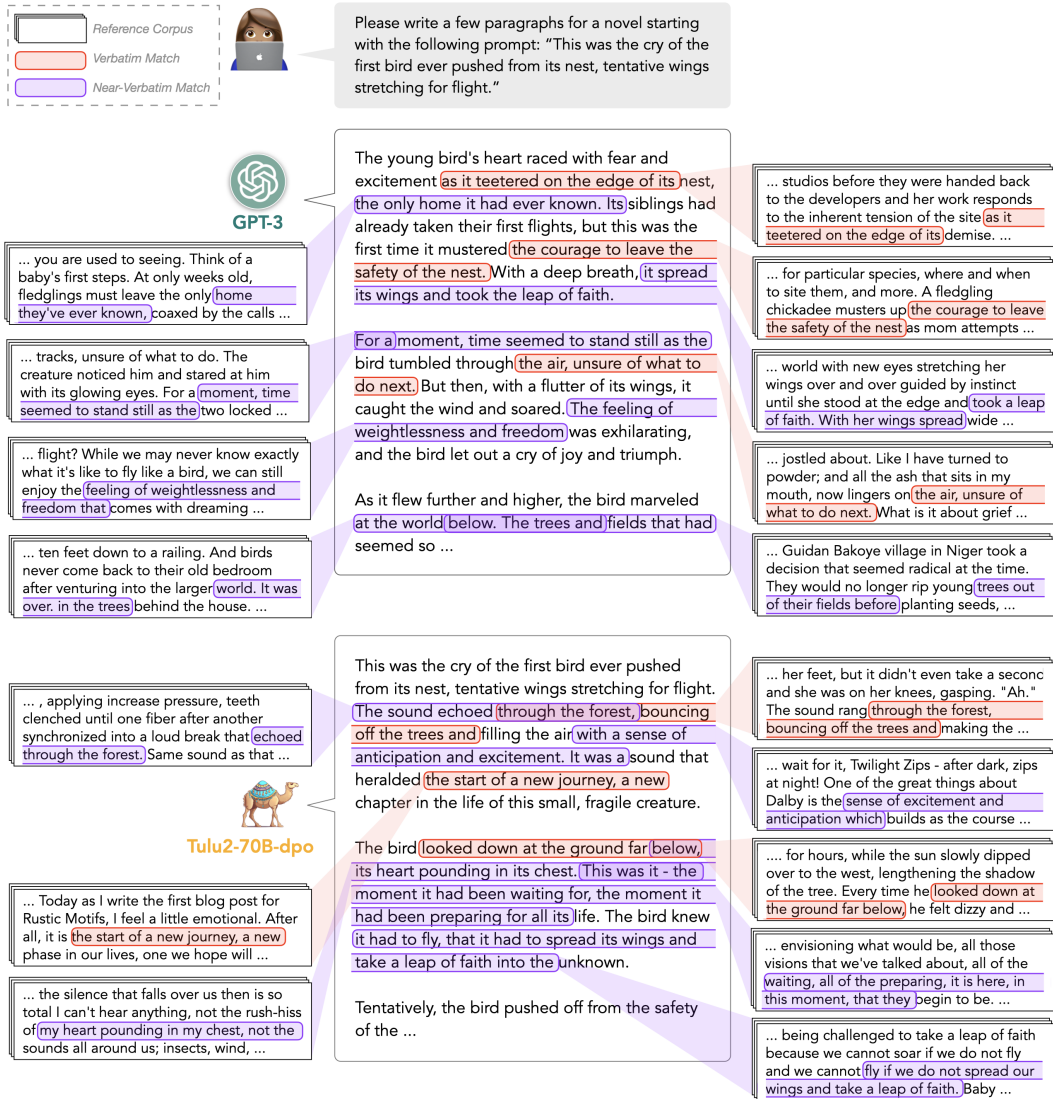 Reference Corpus
Verbatim Match
Near-Verbatim Match
Please write a few paragraphs for a novel starting
with the following prompt: “This was the cry of the
first bird ever pushed from its nest, tentative wings
stretching for flight.“
GPT-3
The young bird's heart raced with fear and
excitement as it teetered on the edge of its nest,
the only home it had ever known. Its siblings had
already taken their first flights, but this was the
first time it mustered the courage to leave the
safety of the nest. With a deep breath, it spread
its wings and took the leap of faith.
For a moment, time seemed to stand still as the
bird tumbled through the air, unsure of what to
do next. But then, with a flutter of its wings, it
caught the wind and soared. The feeling of
weightlessness and freedom was exhilarating,
and the bird let out a cry of joy and triumph.
As it flew further and higher, the bird marveled
at the world below. The trees and fields that had
seemed so ...
... you are used to seeing. Think of a
baby's first steps. At only weeks old,
fledglings must leave the only home
they've ever known, coaxed by the calls ...
... tracks, unsure of what to do. The
creature noticed him and stared at him
with its glowing eyes. For a moment, time
seemed to stand still as the two locked ...
... flight? While we may never know exactly
what it's like to fly like a bird, we can still
enjoy the feeling of weightlessness and
freedom that comes with dreaming ...
... ten feet down to a railing. And birds
never come back to their old bedroom
after venturing into the larger world. It was
over. in the trees behind the house. ...
... studios before they were handed back
to the developers and her work responds
to the inherent tension of the site as it
teetered on the edge of its demise. ...
... for particular species, where and when
to site them, and more. A fledgling
chickadee musters up the courage to leave
the safety of the nest as mom attempts ...
... world with new eyes stretching her
wings over and over guided by instinct
until she stood at the edge and took a leap
of faith. With her wings spread wide ...
... jostled about. Like I have turned to
powder; and all the ash that sits in my
mouth, now lingers on the air, unsure of
what to do next. What is it about grief ...
... Guidan Bakoye village in Niger took a
decision that seemed radical at the time.
They would no longer rip young trees out
of their fields before planting seeds, ...
This was the cry of the first bird ever pushed
from its nest, tentative wings stretching for flight.
The sound echoed through the forest, bouncing
off the trees and filling the air with a sense of
anticipation and excitement. It was a sound that
heralded the start of a new journey, a new
chapter in the life of this small, fragile creature.
The bird looked down at the ground far below,
its heart pounding in its chest. This was it - the
moment it had been waiting for, the moment it
had been preparing for all its life. The bird knew
it had to fly, that it had to spread its wings and
take a leap of faith into the unknown.
Tentatively, the bird pushed off from the safety
of the ...
... , applying increase pressure, teeth
clenched until one fiber after another
synchronized into a loud break that echoed
through the forest. Same sound as that ...
Tulu2-70B-dpo
... Today as I write the first blog post for
Rustic Motifs, I feel a little emotional. After
all, it is the start of a new journey, a new
phase in our lives, one we hope will ...
... the silence that falls over us then is so
total I can't hear anything, not the rush-hiss
of my heart pounding in my chest, not the
sounds all around us; insects, wind, ...
... her feet, but it didn't even take a second
and she was on her knees, gasping. "Ah."
The sound rang through the forest,
bouncing off the trees and making the ...
... wait for it, Twilight Zips - after dark, zips
at night! One of the great things about
Dalby is the sense of excitement and
anticipation which builds as the course ...
.... for hours, while the sun slowly dipped
over to the west, lengthening the shadow
of the tree. Every time he looked down at
the ground far below, he felt dizzy and ...
... envisioning what would be, all those
visions that we've talked about, all of the
waiting, all of the preparing, it is here, in
this moment, that they begin to be. ...
... being challenged to take a leap of faith
because we cannot soar if we do not fly
and we cannot fly if we do not spread our
wings and take a leap of faith. Baby ...